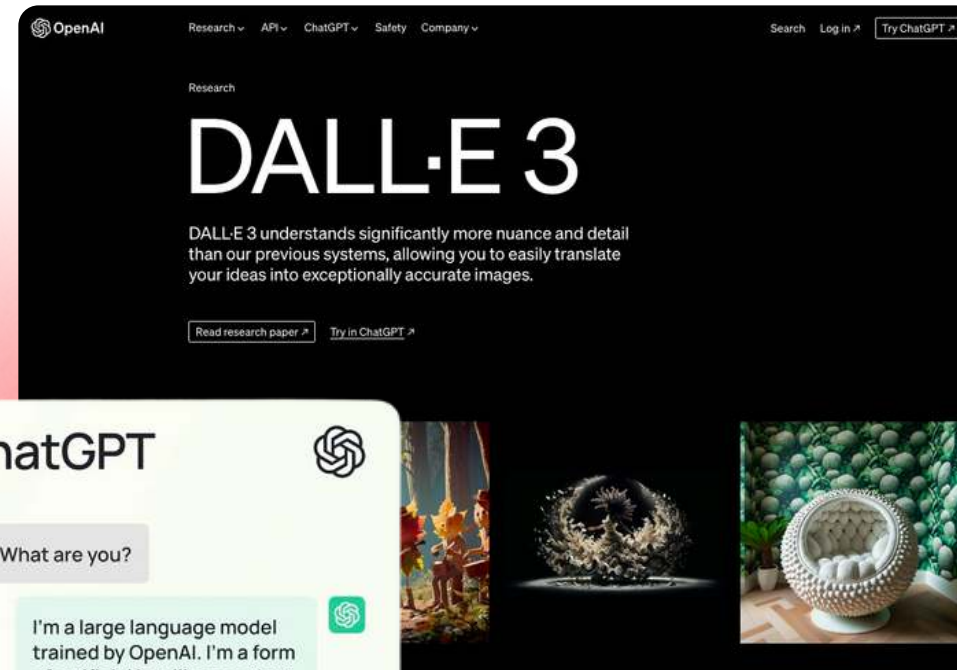 OpenAI
Research API ChatGPT Safety Company
Search Log in ↗ Try ChatGPT ↗
Research
DALL·E 3
DALL·E 3 understands significantly more nuance and detail
than our previous systems, allowing you to easily translate
your ideas into exceptionally accurate images.
Read research paper ↗ Try in ChatGPT ↗
hatGPT
What are you?
I'm a large language model
trained by OpenAI. I'm a form